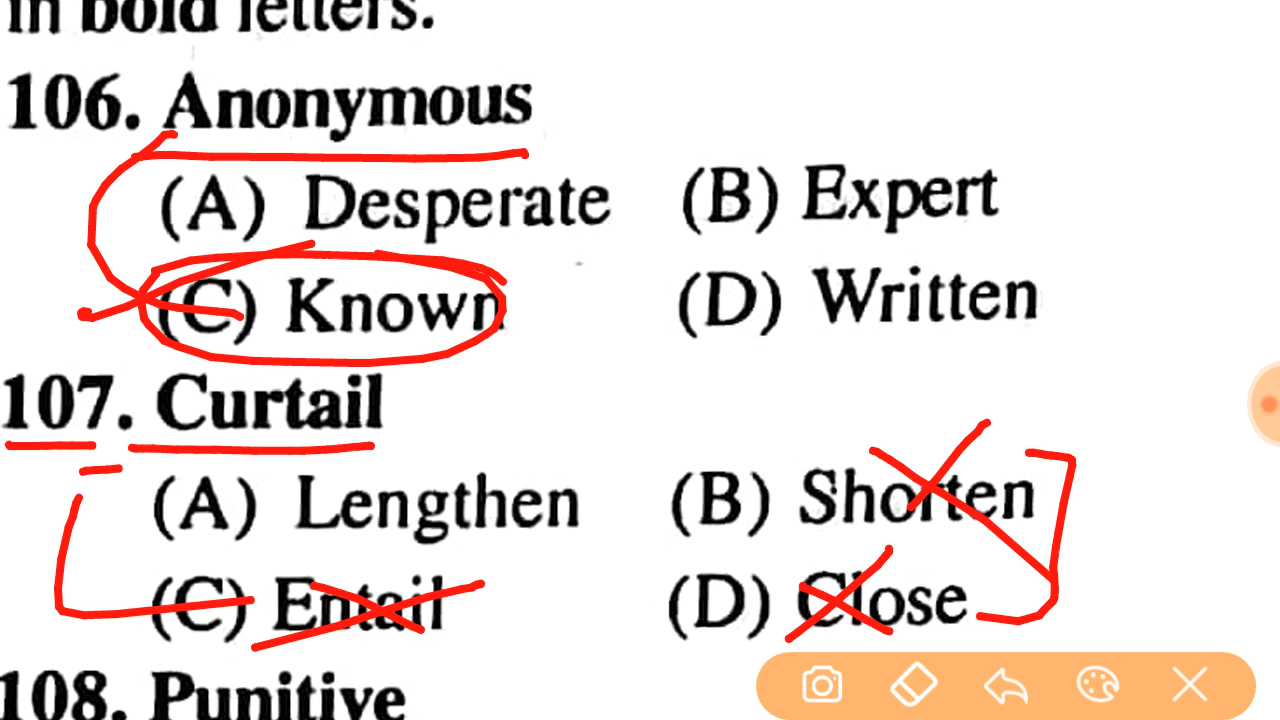 in bold letters.
106. Anonymous
(A) Desperate (B) Expert
(C) Known (D) Written
107. Curtail
(A) Lengthen (B) Shorten
(C) Entail (D) Close
108. Punitive